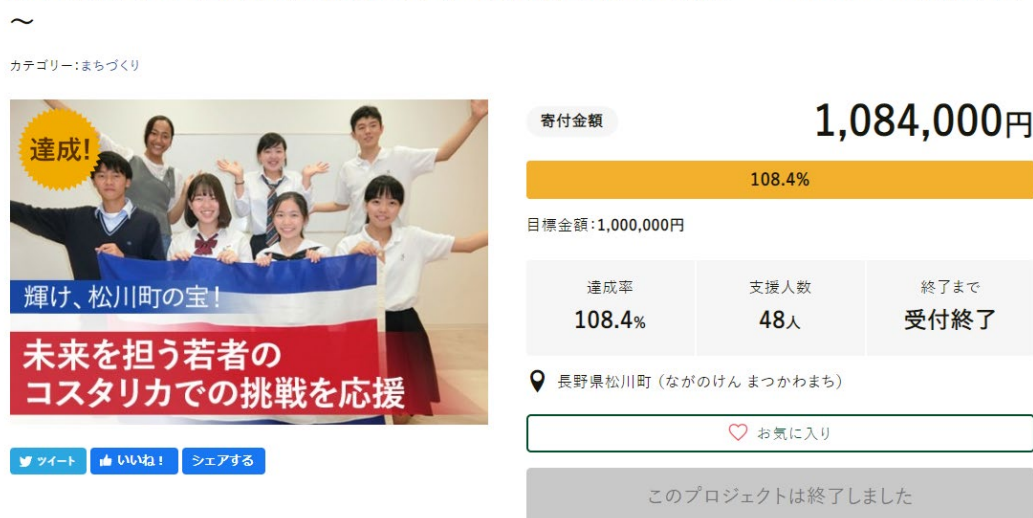 ～
カテゴリー:まちづくり
達成!
輝け、松川町の宝!
未来を担う若者の
コスタリカでの挑戦を応援
ツイート いいね! シェアする
寄付金額 1,084,000円
108.4%
目標金額:1,000,000円
達成率 支援人数 終了まで
108.4% 48人 受付終了
長野県松川町 (ながのけん まつかわまち)
お気に入り
このプロジェクトは終了しました